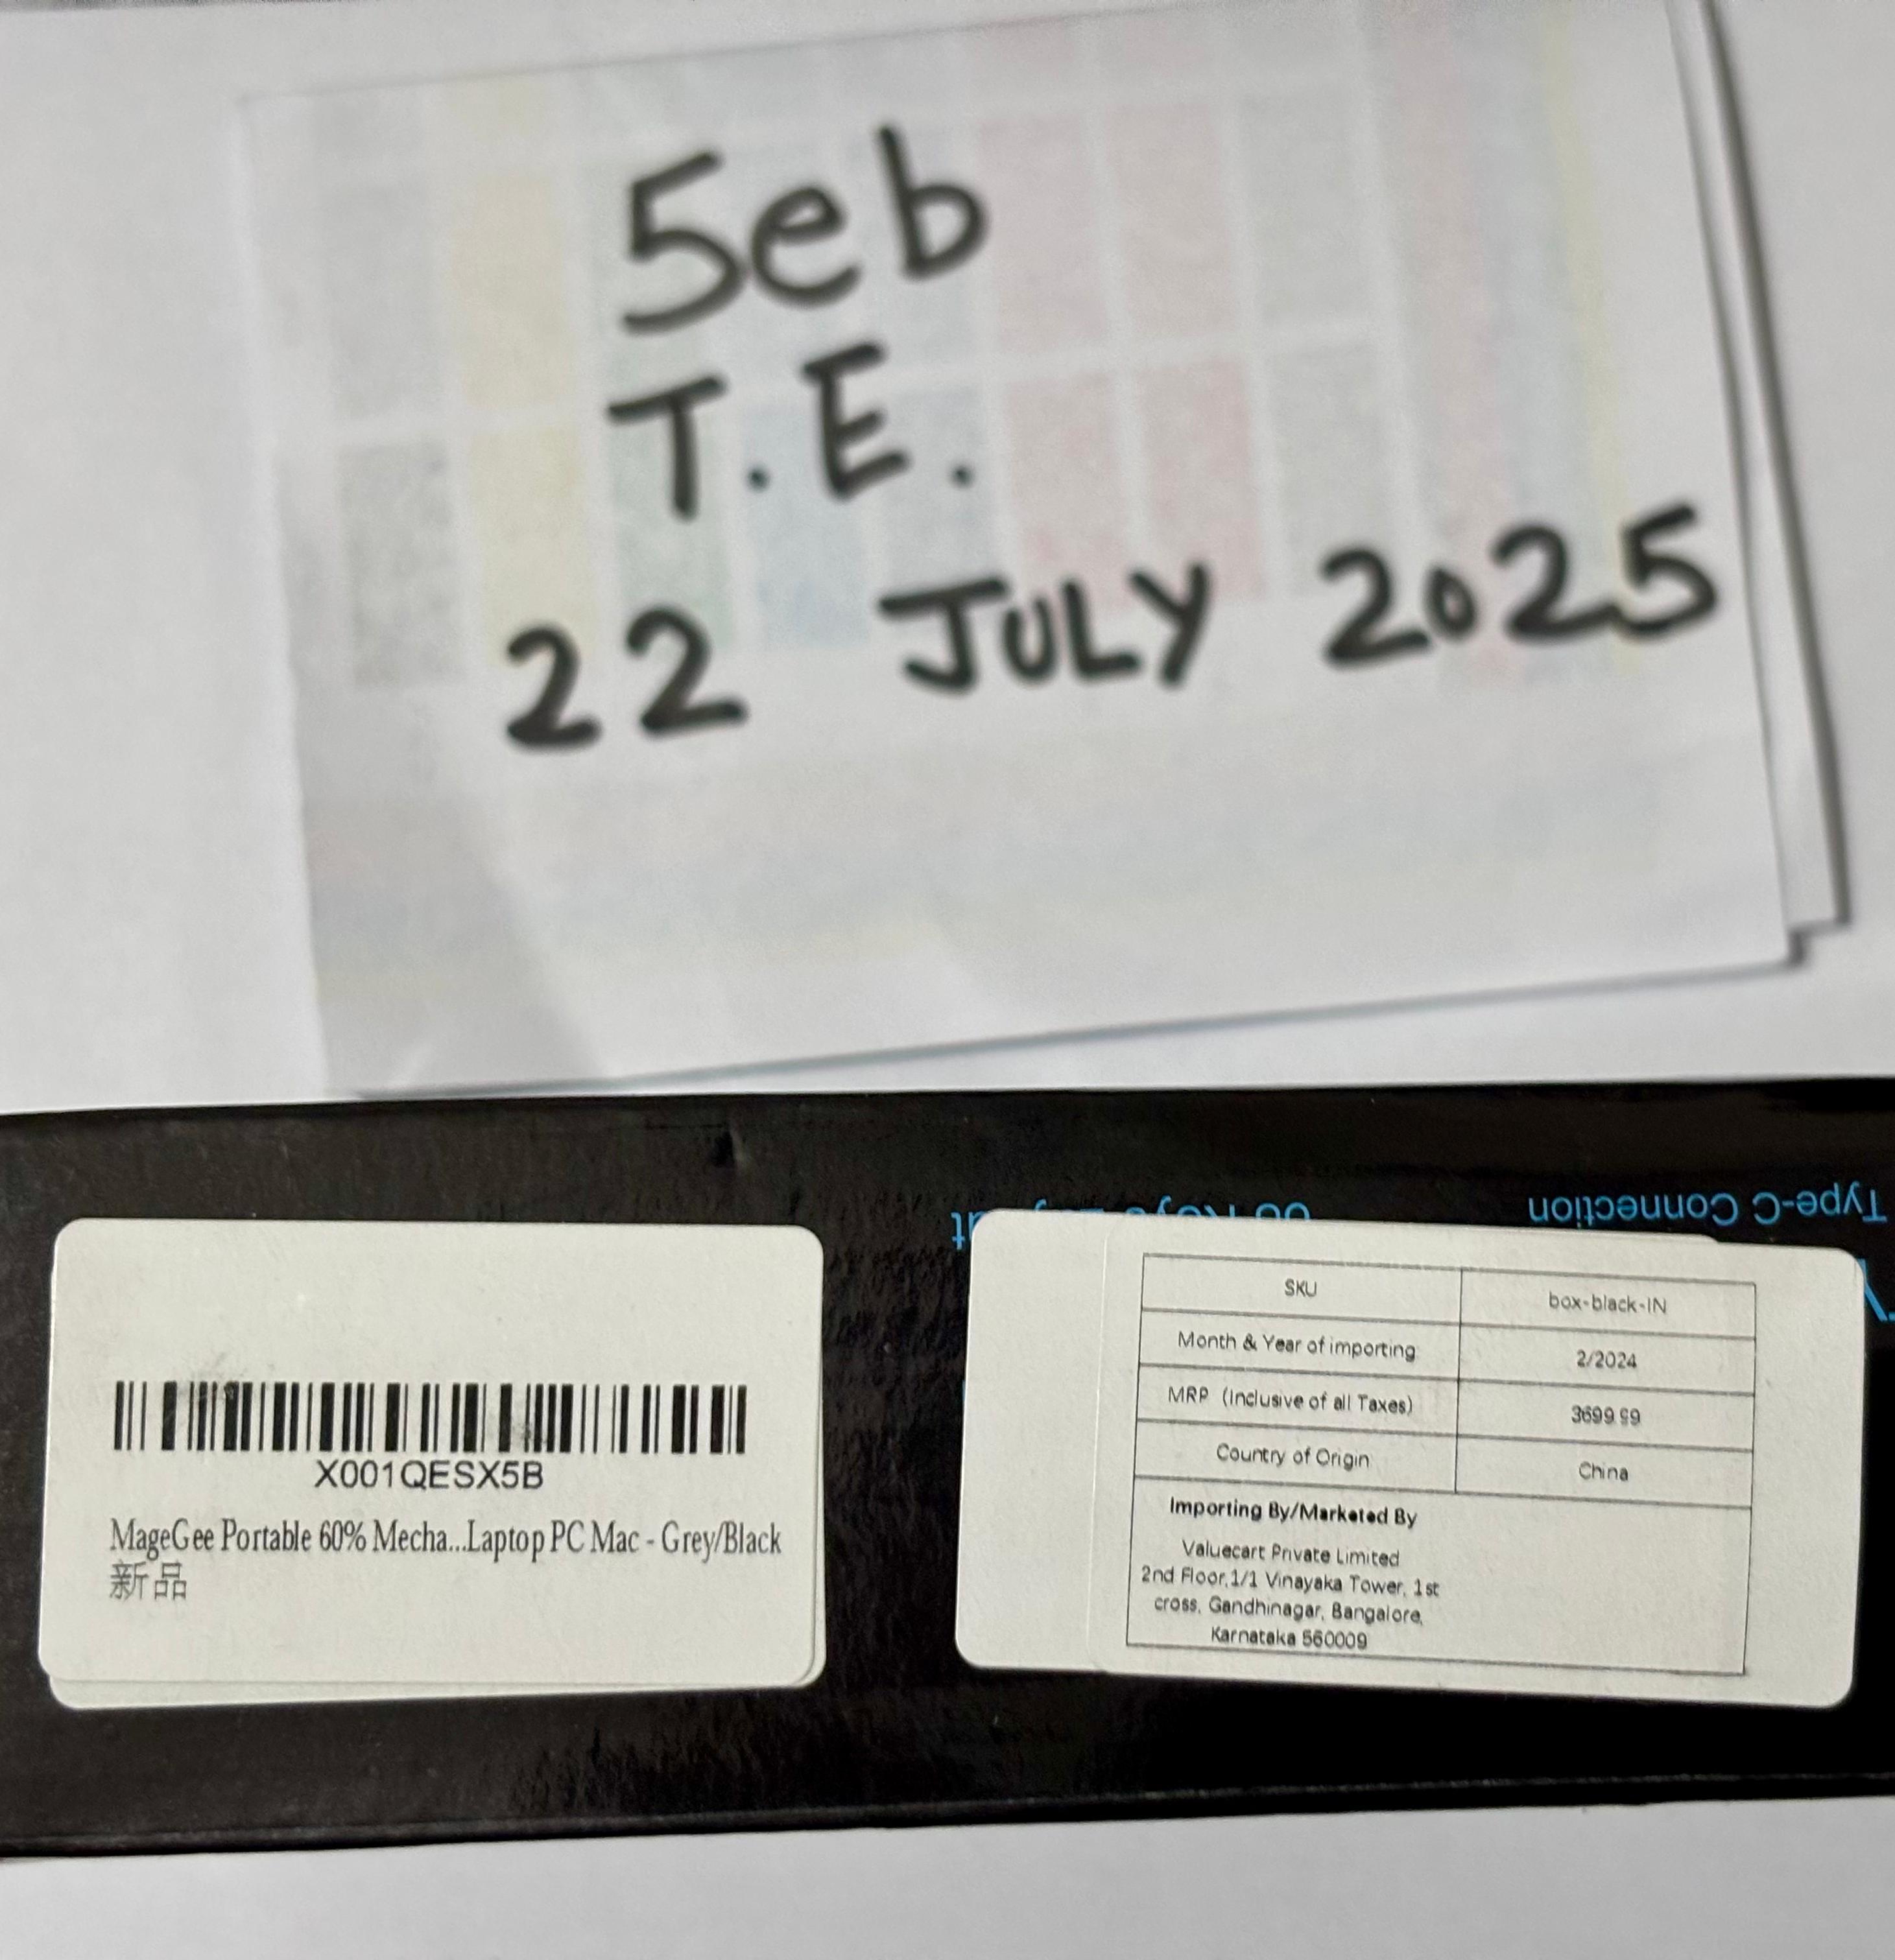 5eb
T.E.
22 JULY 2025
Type-C Connection
X001QESX5B
MageGee Portable 60% Mecha...Laptop PC Mac - Grey/Black
新品
SKU box-black-IN
Month & Year of importing 2/2024
MRP (Inclusive of all Taxes) 3699.99
Country of Origin China
Importing By/Marketed By
Valuecart Private Limited
2nd Floor,1/1 Vinayaka Tower, 1st
cross, Gandhinagar, Bangalore,
Karnataka 560009